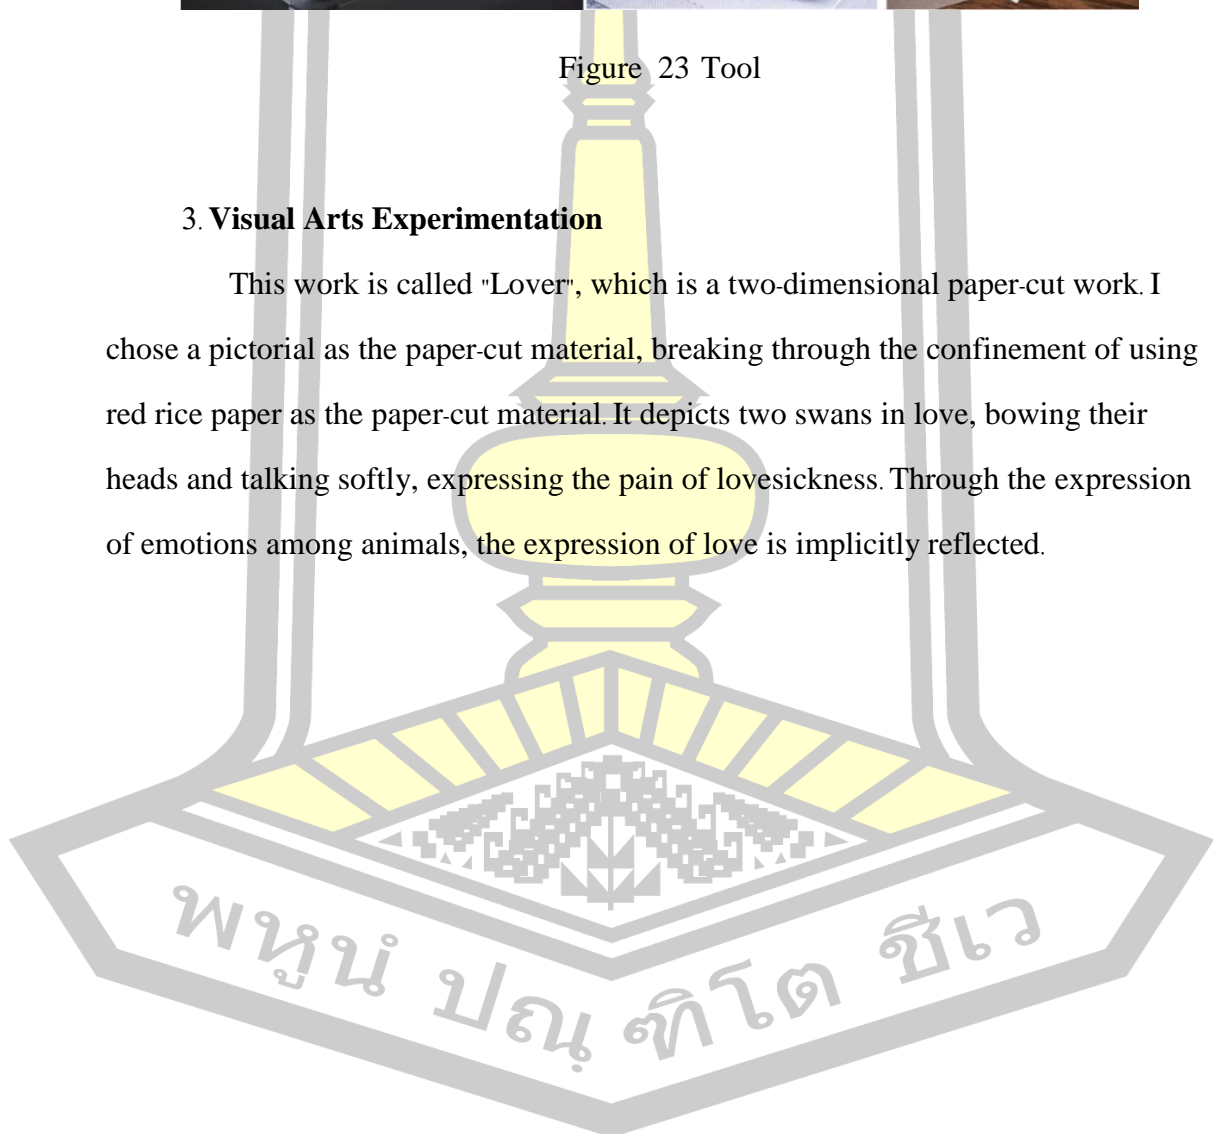 Figure 23 Tool
3. Visual Arts Experimentation
This work is called "Lover", which is a two-dimensional paper-cut work. I
chose a pictorial as the paper-cut material, breaking through the confinement of using
red rice paper as the paper-cut material. It depicts two swans in love, bowing their
heads and talking softly, expressing the pain of lovesickness. Through the expression
of emotions among animals, the expression of love is implicitly reflected.
พหูนํ ปณฺฑิโต ชีเว